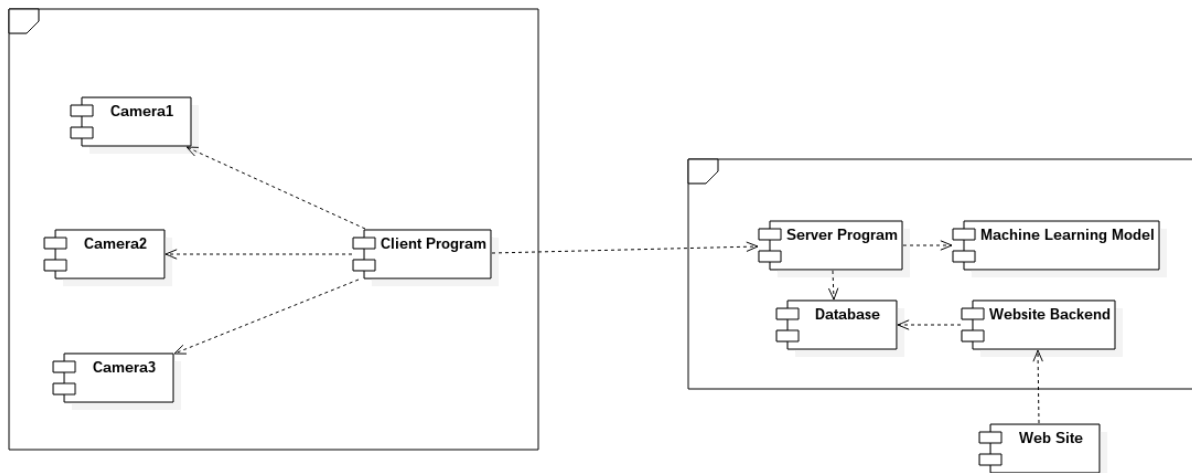 Camera1
Camera2
Client Program
Camera3
Server Program
Machine Learning Model
Database
Website Backend
Web Site